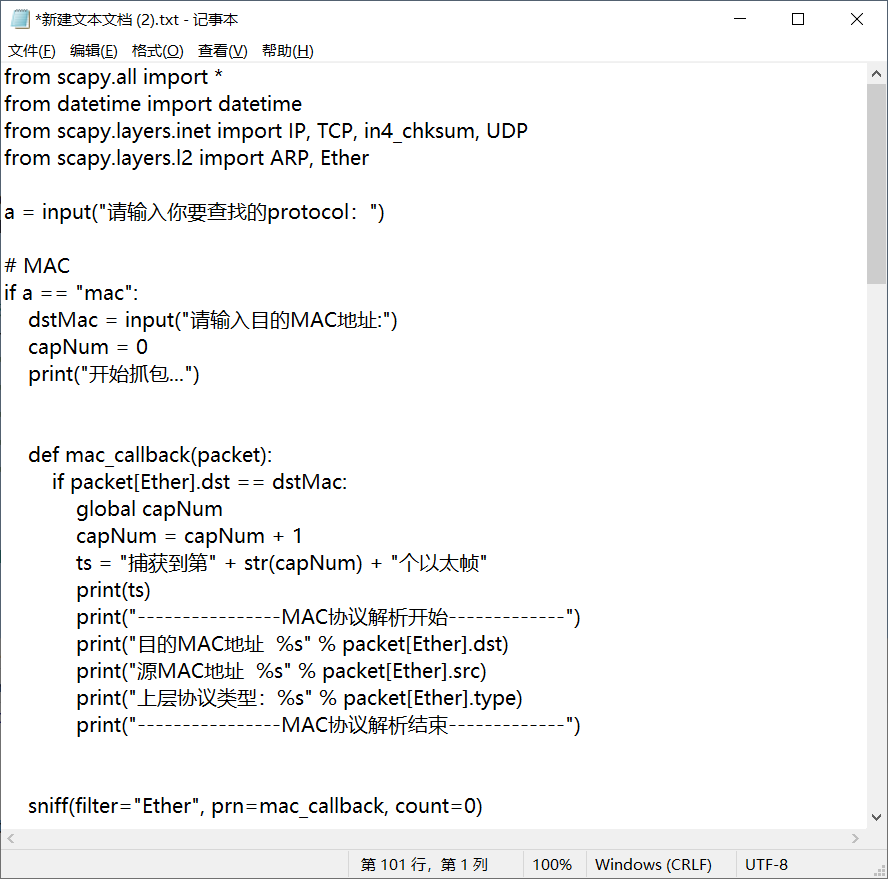 *新建文本文档 (2).txt - 记事本
文件(F) 编辑(E) 格式(O) 查看(V) 帮助(H)
from scapy.all import *
from datetime import datetime
from scapy.layers.inet import IP, TCP, in4_chksum, UDP
from scapy.layers.l2 import ARP, Ether
a = input("请输入你要查找的protocol：")
# MAC
if a == "mac":
    dstMac = input("请输入目的MAC地址:")
    capNum = 0
    print("开始抓包...")
    def mac_callback(packet):
        if packet[Ether].dst == dstMac:
            global capNum
            capNum = capNum + 1
            ts = "捕获到第" + str(capNum) + "个以太帧"
            print(ts)
            print("----------------MAC协议解析开始-------------")
            print("目的MAC地址  %s" % packet[Ether].dst)
            print("源MAC地址  %s" % packet[Ether].src)
            print("上层协议类型：%s" % packet[Ether].type)
            print("----------------MAC协议解析结束-------------")
    sniff(filter="Ether", prn=mac_callback, count=0)
第 101 行，第 1 列 100% Windows (CRLF) UTF-8